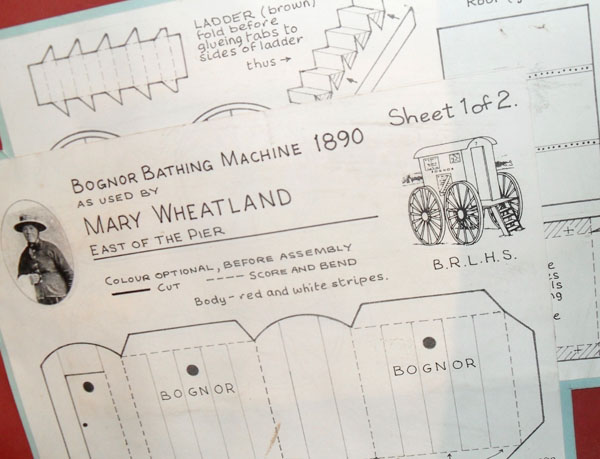 LADDER (brown)
fold before
glueing tabs to
sides of ladder
thus →
Sheet 1 of 2.
BOGNOR BATHING MACHINE 1890
AS USED BY
MARY WHEATLAND
EAST OF THE PIER
COLOUR OPTIONAL, BEFORE ASSEMBLY
CUT SCORE AND BEND
Body - red and white stripes.
B.R.L.H.S.
BOGNOR
BOGNOR